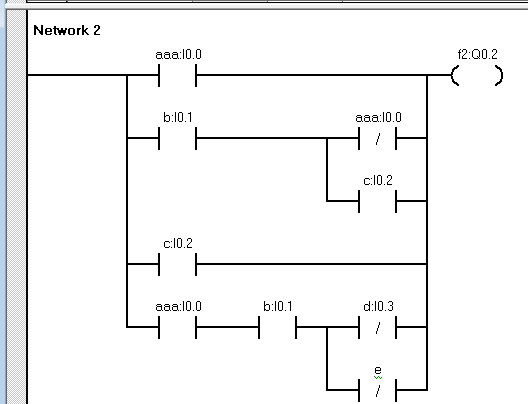 Network 2
aaa:I0.0 f2:Q0.2
b:I0.1 aaa:I0.0
/
c:I0.2
c:I0.2
aaa:I0.0 b:I0.1 d:I0.3
/
e
/